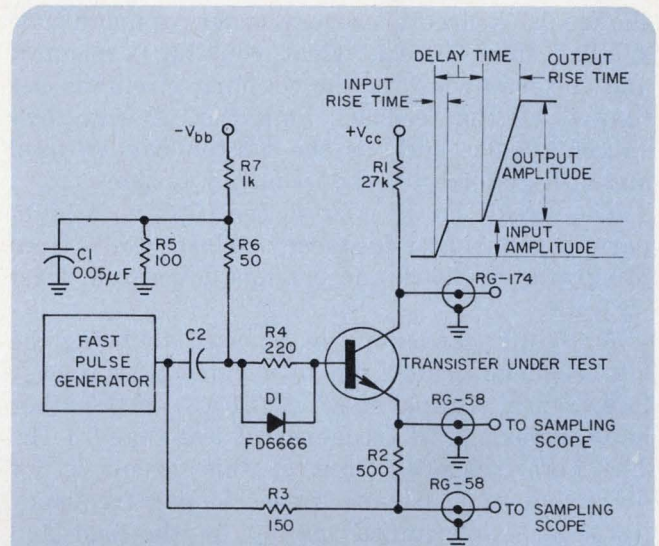 DELAY TIME
OUTPUT
RISE TIME
INPUT
RISE TIME
-V_bb
+V_cc
R7
1k
R1
27k
OUTPUT
AMPLITUDE
INPUT
AMPLITUDE
C1
0.05μF
R5
100
R6
50
RG-174
FAST
PULSE
GENERATOR
C2
R4
220
TRANSISTER UNDER TEST
D1
FD6666
RG-58
TO SAMPLING
SCOPE
R2
500
RG-58
R3
150
TO SAMPLING
SCOPE